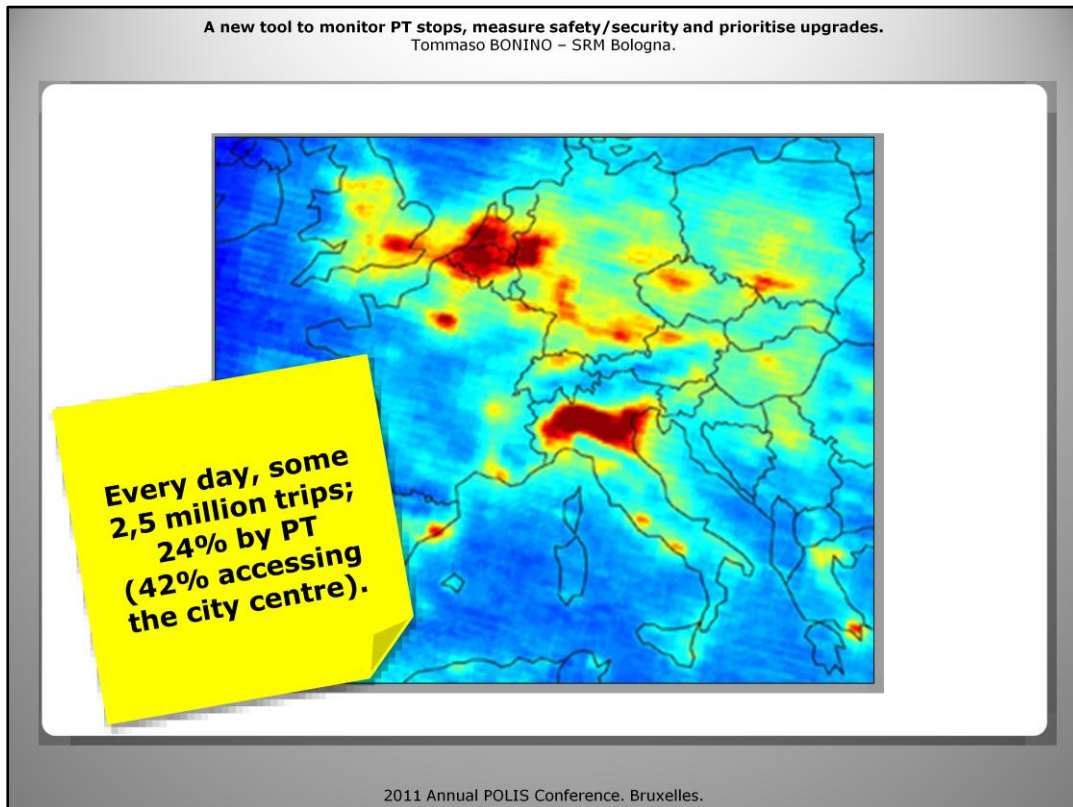 A new tool to monitor PT stops, measure safety/security and prioritise upgrades.
Tommaso BONINO – SRM Bologna.
Every day, some
2,5 million trips;
24% by PT
(42% accessing
the city centre).
2011 Annual POLIS Conference. Bruxelles.